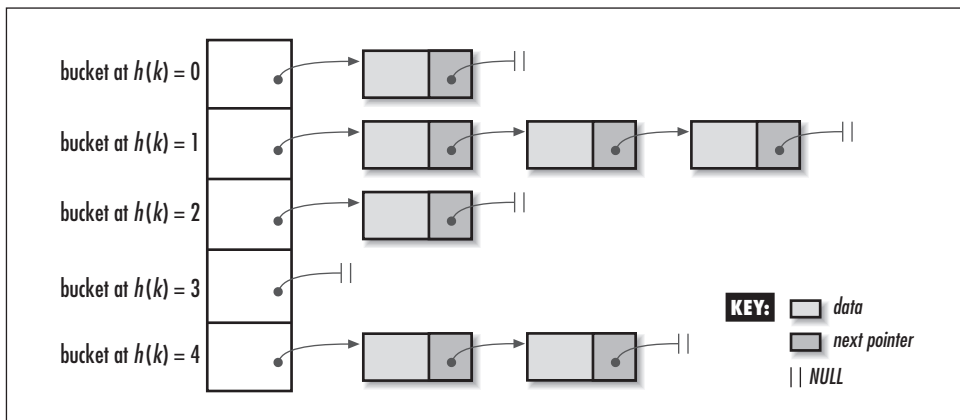 bucket at h(k) = 0
bucket at h(k) = 1
bucket at h(k) = 2
bucket at h(k) = 3
bucket at h(k) = 4
KEY:
data
next pointer
|| NULL